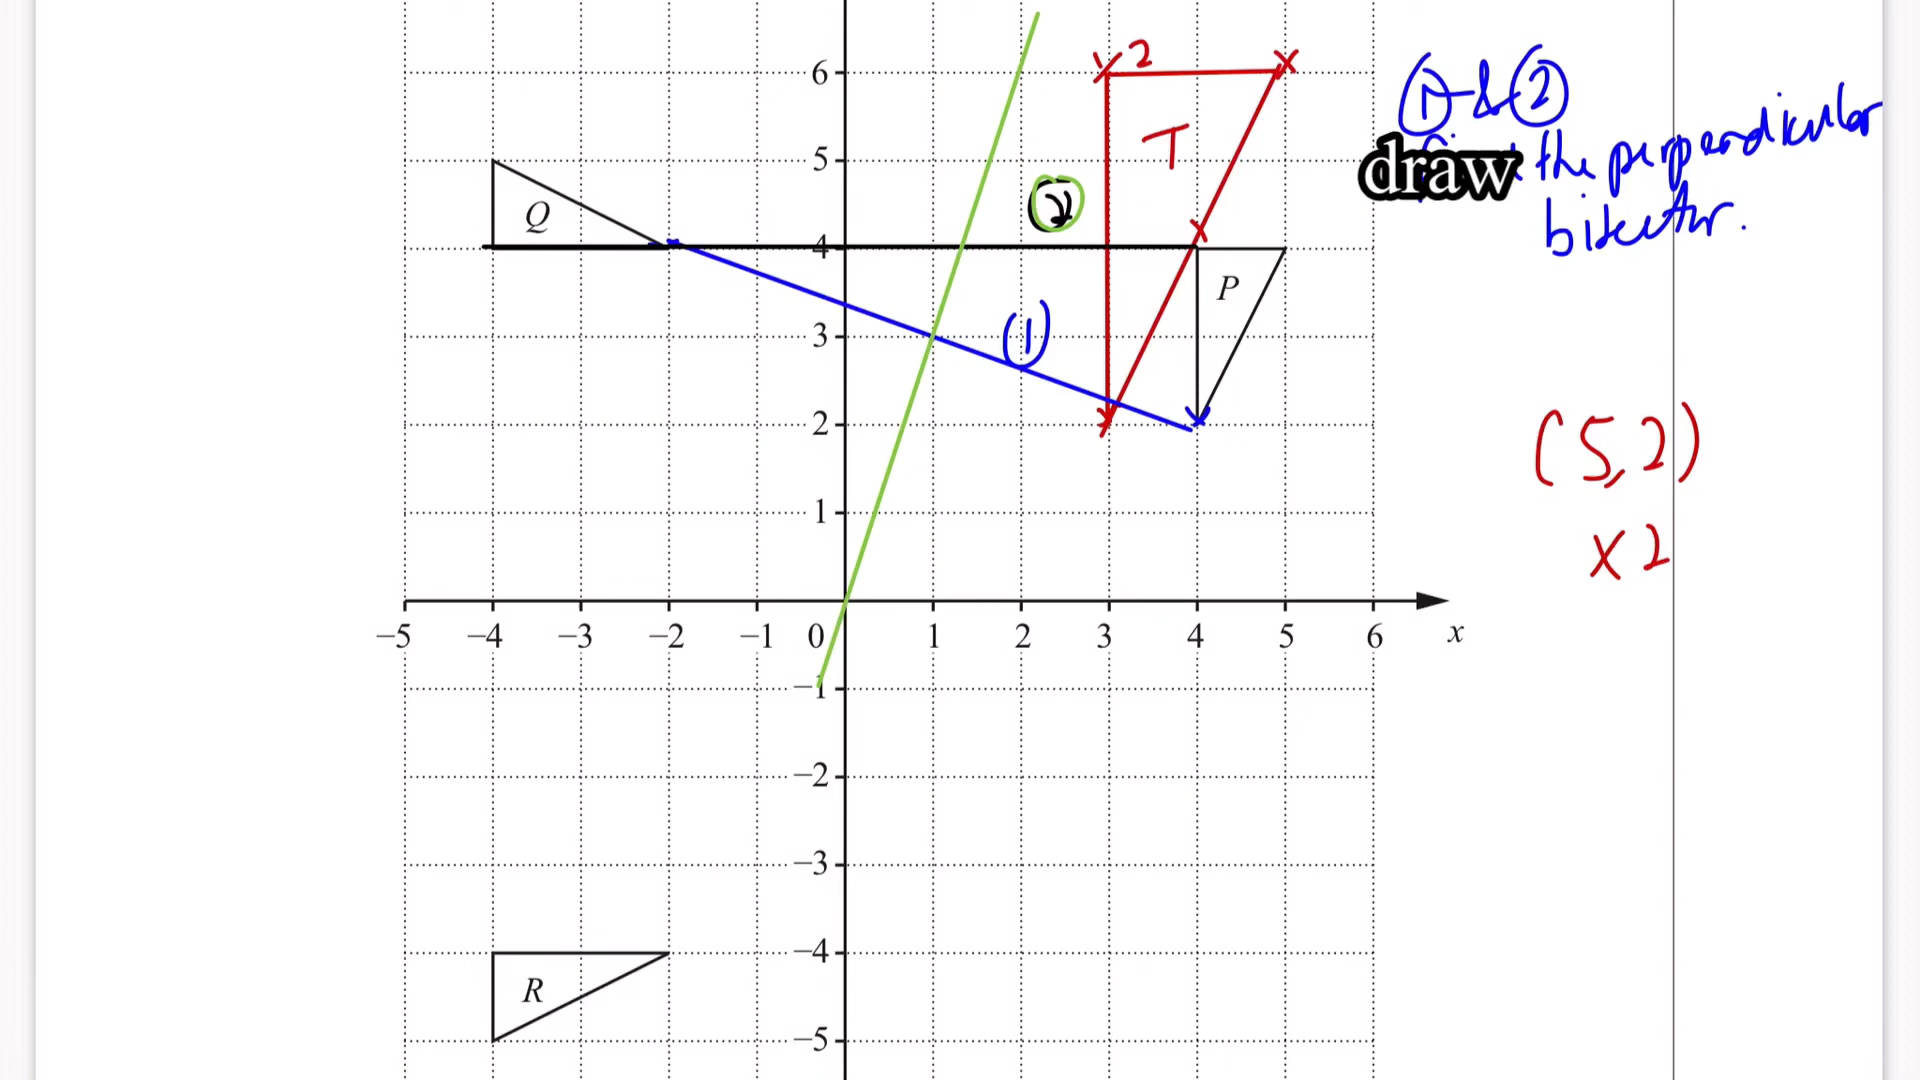 6
5
4
3
2
1
−5 −4 −3 −2 −1 0 1 2 3 4 5 6 x
−1
−2
−3
−4
−5
Q
P
R
T
2
(1)
2
1 & 2
draw the perpendicular
bisector.
(5,2)
x2